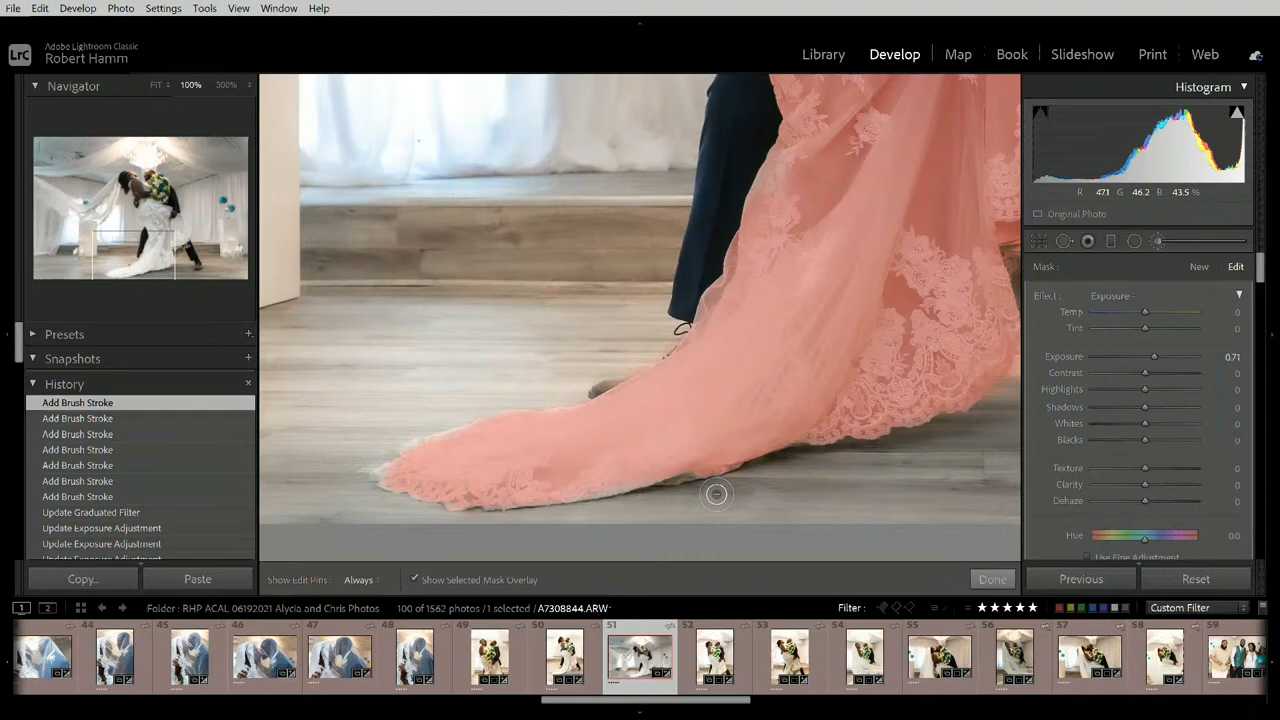 File Edit Develop Photo Settings Tools View Window Help
Adobe Lightroom Classic
Robert Hamm
LrC
Library Develop Map Book Slideshow Print Web
Navigator FIT 100% 300%
Histogram
R 47.1 G 46.2 B 43.5 %
Original Photo
Mask : New Edit
Effect : Exposure
Temp 0
Tint 0
Exposure 0.71
Contrast 0
Highlights 0
Shadows 0
Whites 0
Blacks 0
Texture 0
Clarity 0
Dehaze 0
Hue 0.0
Use Fine Adjustment
Presets +
Snapshots +
History ×
Add Brush Stroke
Add Brush Stroke
Add Brush Stroke
Add Brush Stroke
Add Brush Stroke
Add Brush Stroke
Add Brush Stroke
Update Graduated Filter
Update Exposure Adjustment
Update Exposure Adjustment
Copy... Paste
Show Edit Pins : Always Show Selected Mask Overlay Done
Previous Reset
1 2 Folder : RHP ACAL 06192021 Alycia and Chris Photos 100 of 1562 photos / 1 selected / A7308844.ARW Filter : Custom Filter
44 45 46 47 48 49 50 51 52 53 54 55 56 57 58 59